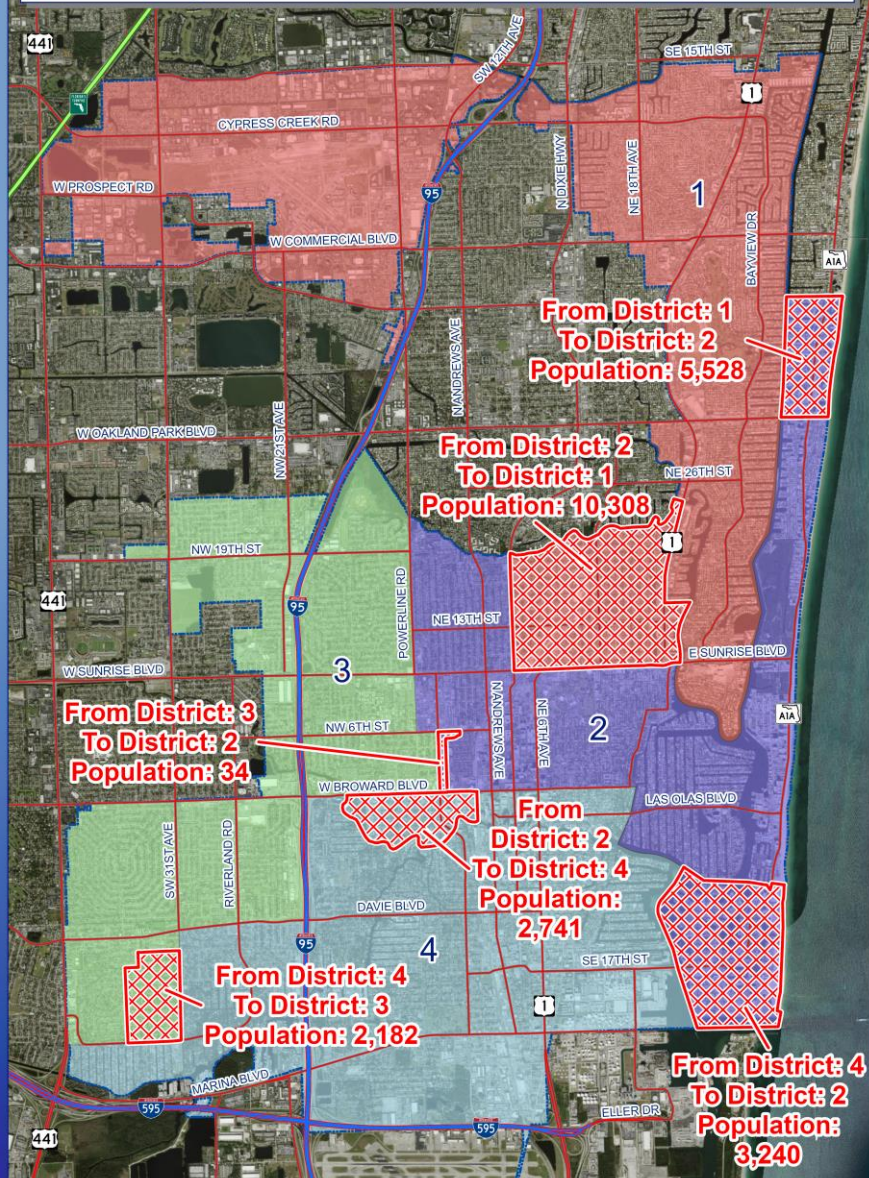 441
SW 12TH AVE
SE 15TH ST
1
CYPRESS CREEK RD
N DIXIE HWY
NE 18TH AVE
W PROSPECT RD
95
1
W COMMERCIAL BLVD
BAYVIEW DR
A1A
From District: 1
To District: 2
Population: 5,528
N ANDREWS AVE
NW 21ST AVE
W OAKLAND PARK BLVD
From District: 2
To District: 1
Population: 10,308
NE 26TH ST
1
NW 19TH ST
441
95
POWERLINE RD
NE 13TH ST
E SUNRISE BLVD
W SUNRISE BLVD
3
N ANDREWS AVE
NE 6TH AVE
2
A1A
From District: 3
To District: 2
Population: 34
NW 6TH ST
W BROWARD BLVD
LAS OLAS BLVD
SW 31ST AVE
RIVERLAND RD
From
District: 2
To District: 4
Population:
2,741
DAVIE BLVD
95
4
SE 17TH ST
From District: 4
To District: 3
Population: 2,182
1
From District: 4
To District: 2
Population:
3,240
MARINA BLVD
595
595
ELLER DR
441